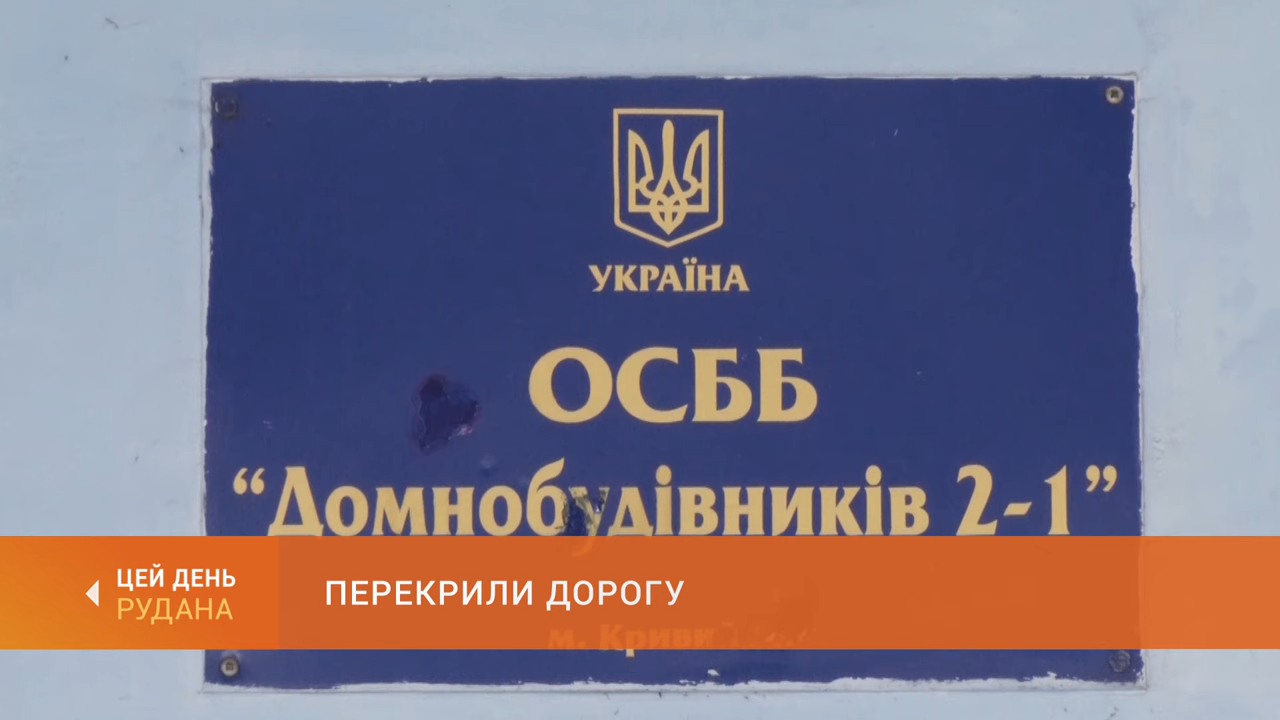 УКРАЇНА
ОСББ
“Домнобудівників 2-1”
ЦЕЙ ДЕНЬ
РУДАНА
ПЕРЕКРИЛИ ДОРОГУ
м.